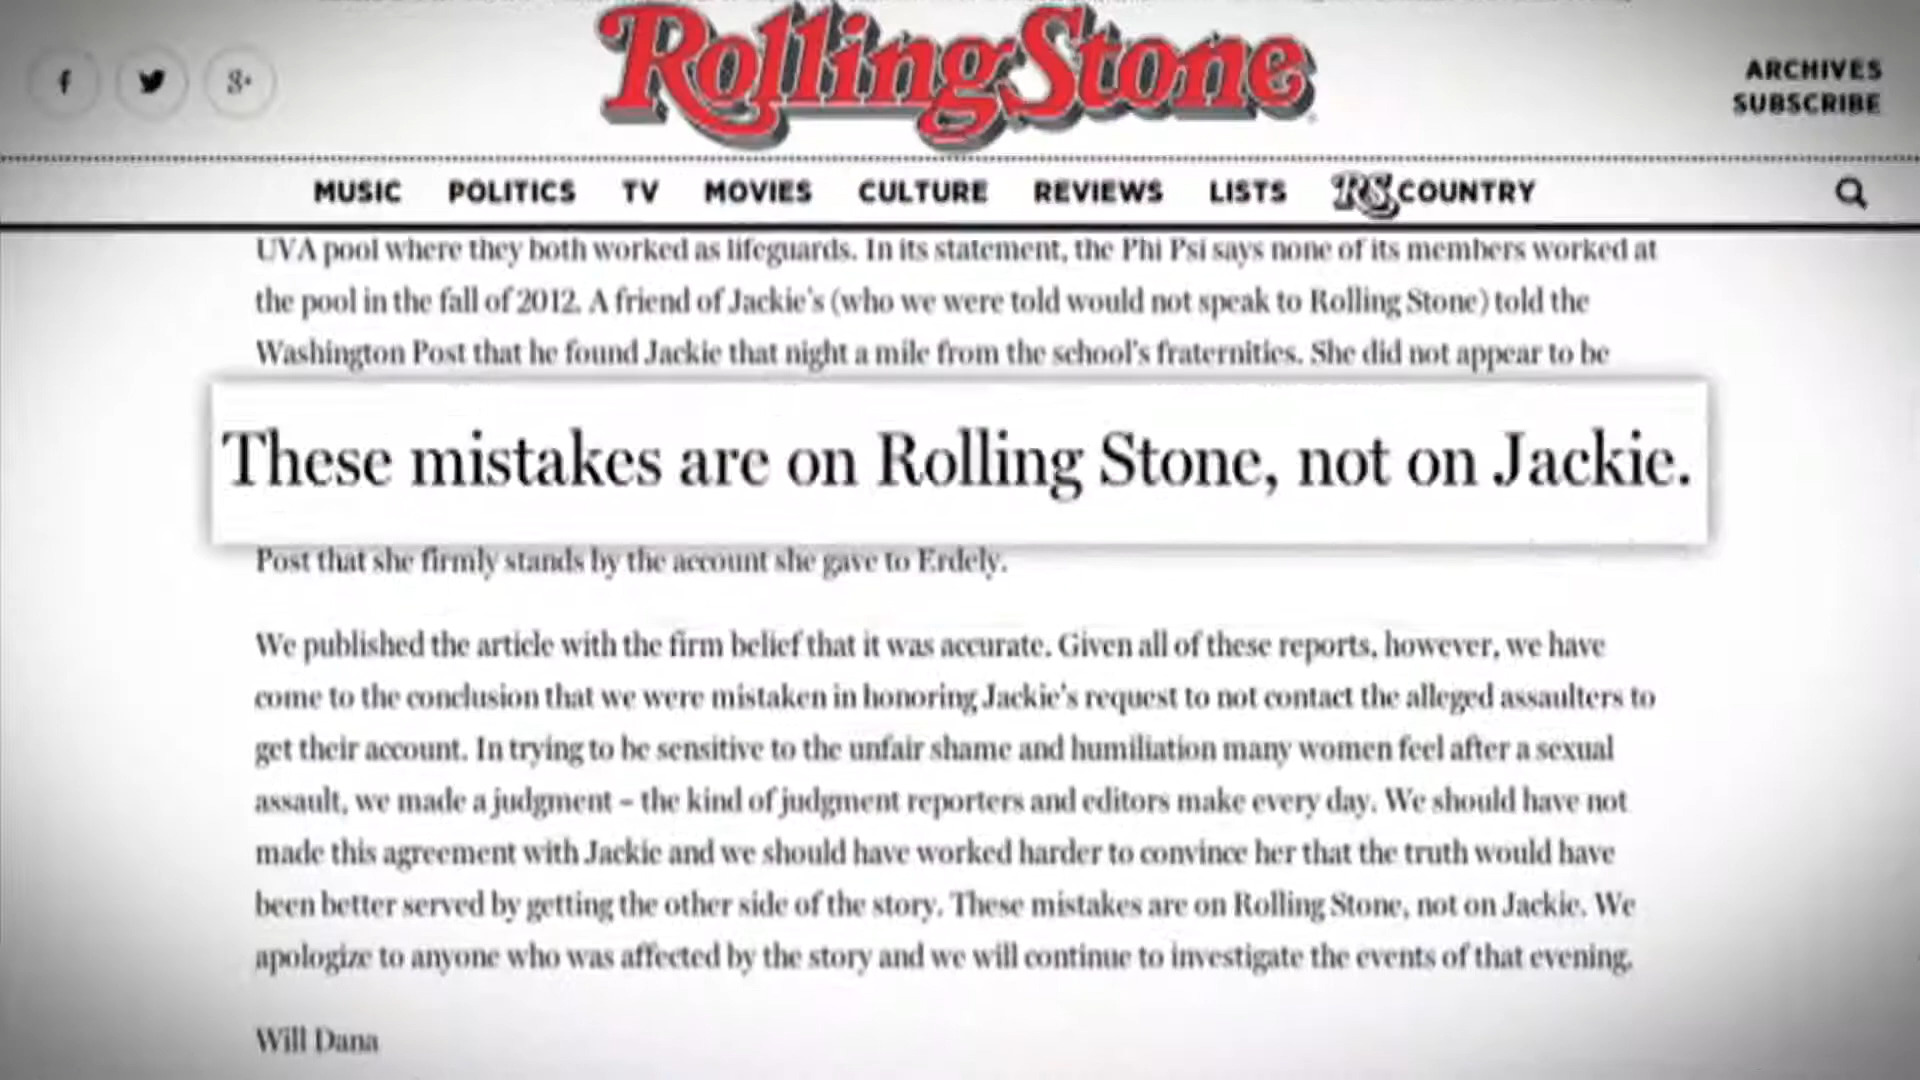 f
g+
RollingStone
ARCHIVES
SUBSCRIBE
MUSIC POLITICS TV MOVIES CULTURE REVIEWS LISTS RS COUNTRY
UVA pool where they both worked as lifeguards. In its statement, the Phi Psi says none of its members worked at
the pool in the fall of 2012. A friend of Jackie's (who we were told would not speak to Rolling Stone) told the
Washington Post that he found Jackie that night a mile from the school's fraternities. She did not appear to be
These mistakes are on Rolling Stone, not on Jackie.
Post that she firmly stands by the account she gave to Erdely.
We published the article with the firm belief that it was accurate. Given all of these reports, however, we have
come to the conclusion that we were mistaken in honoring Jackie's request to not contact the alleged assaulters to
get their account. In trying to be sensitive to the unfair shame and humiliation many women feel after a sexual
assault, we made a judgment – the kind of judgment reporters and editors make every day. We should have not
made this agreement with Jackie and we should have worked harder to convince her that the truth would have
been better served by getting the other side of the story. These mistakes are on Rolling Stone, not on Jackie. We
apologize to anyone who was affected by the story and we will continue to investigate the events of that evening.
Will Dana